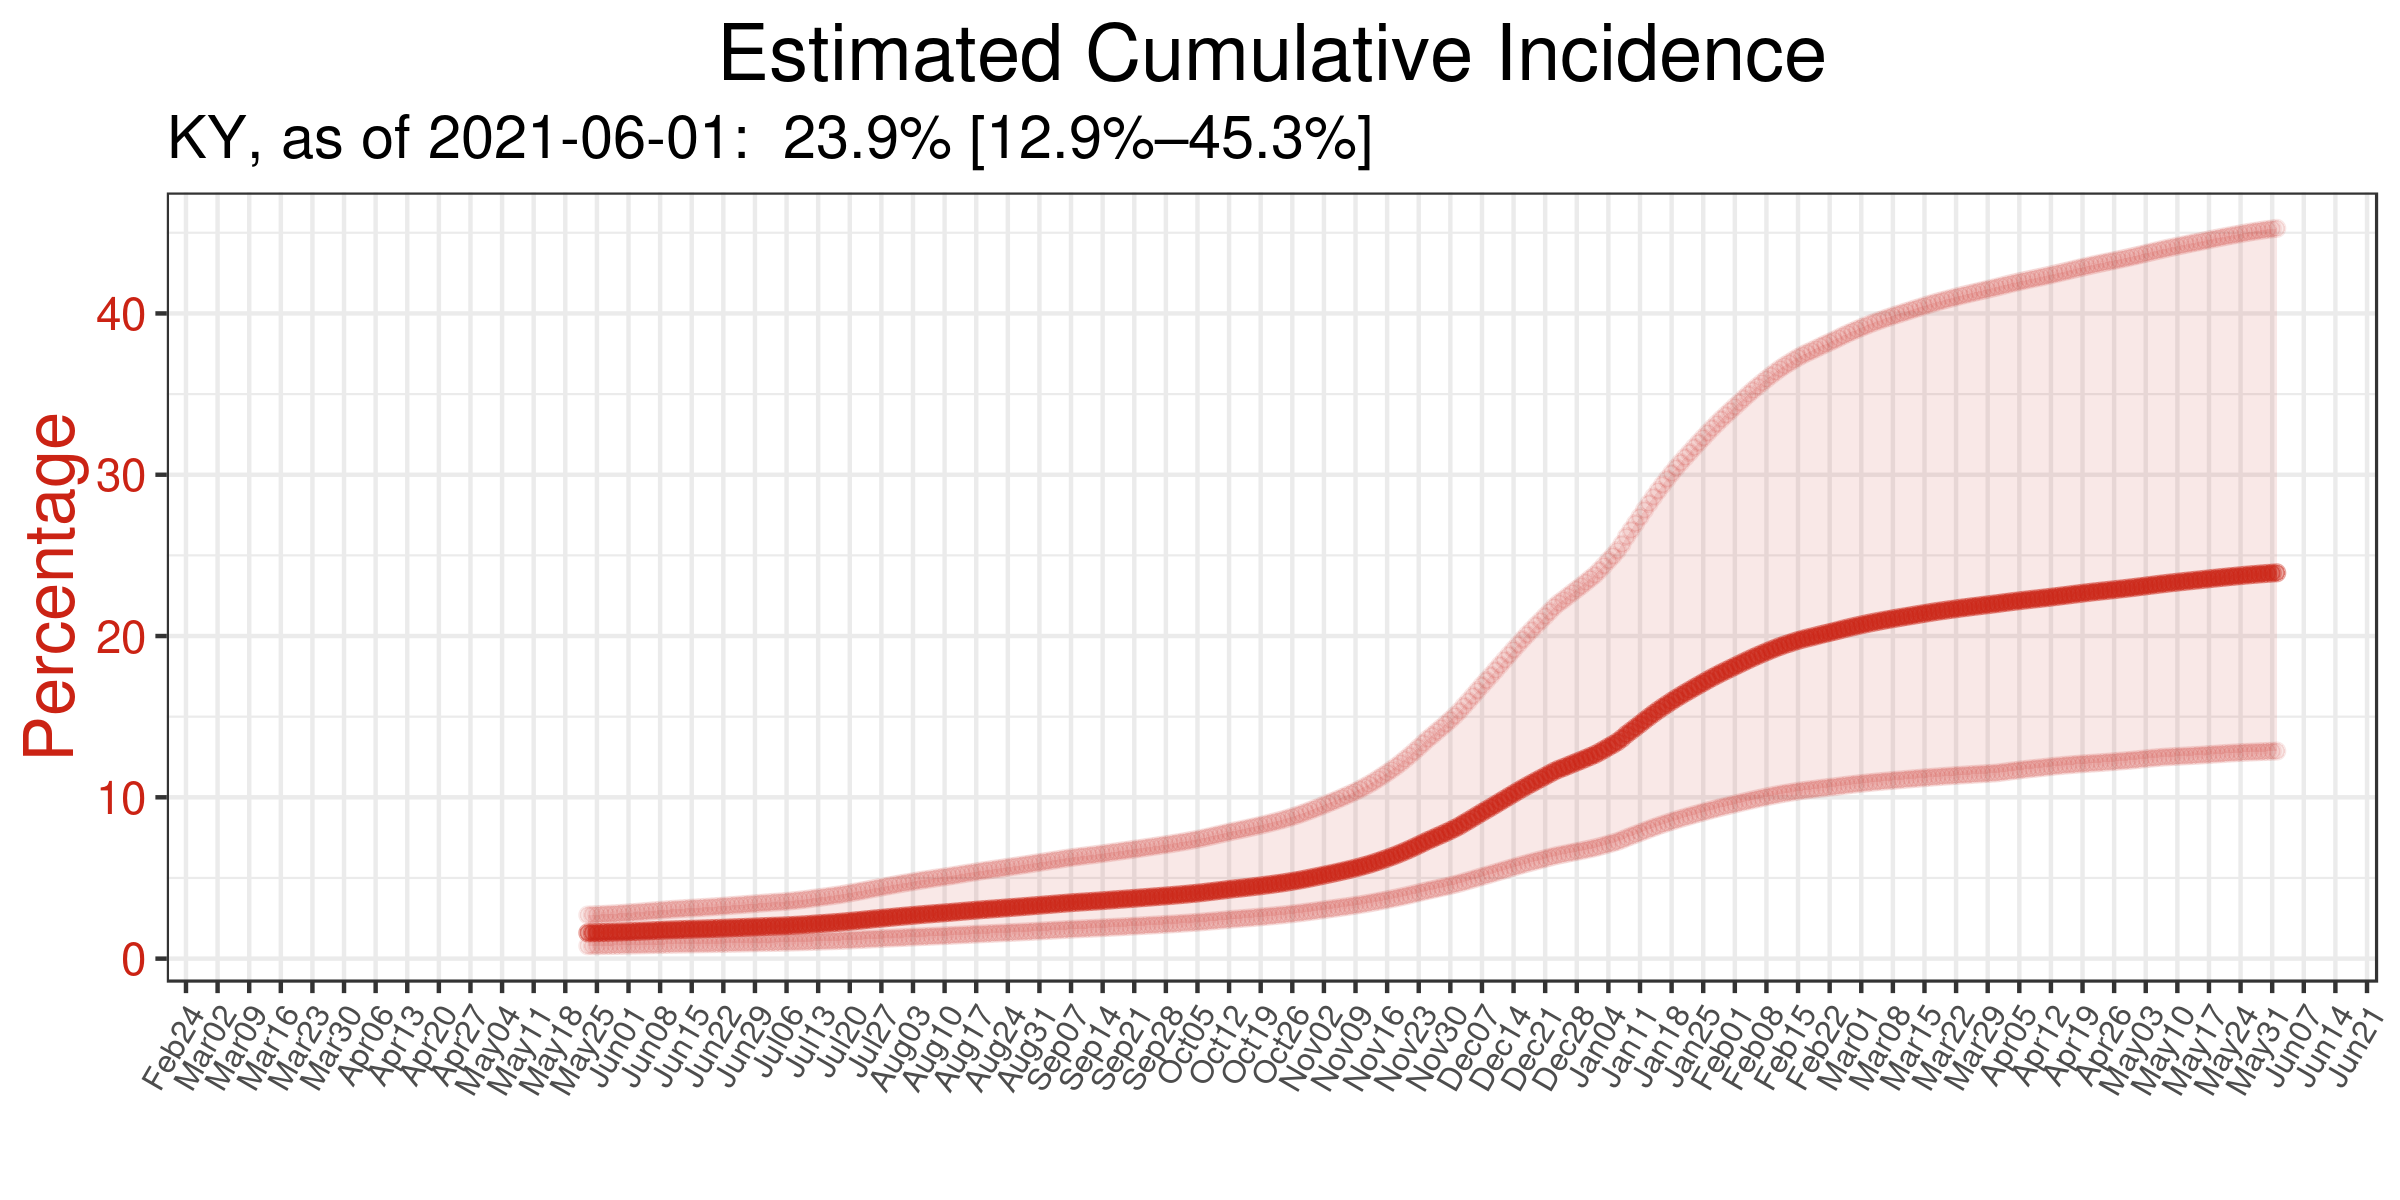 Estimated Cumulative Incidence
KY, as of 2021-06-01:  23.9% [12.9%–45.3%]
Percentage
40
30
20
10
0
Feb24
Mar02
Mar09
Mar16
Mar23
Mar30
Apr06
Apr13
Apr20
Apr27
May04
May11
May18
May25
Jun01
Jun08
Jun15
Jun22
Jun29
Jul06
Jul13
Jul20
Jul27
Aug03
Aug10
Aug17
Aug24
Aug31
Sep07
Sep14
Sep21
Sep28
Oct05
Oct12
Oct19
Oct26
Nov02
Nov09
Nov16
Nov23
Nov30
Dec07
Dec14
Dec21
Dec28
Jan04
Jan11
Jan18
Jan25
Feb01
Feb08
Feb15
Feb22
Mar01
Mar08
Mar15
Mar22
Mar29
Apr05
Apr12
Apr19
Apr26
May03
May10
May17
May24
May31
Jun07
Jun14
Jun21